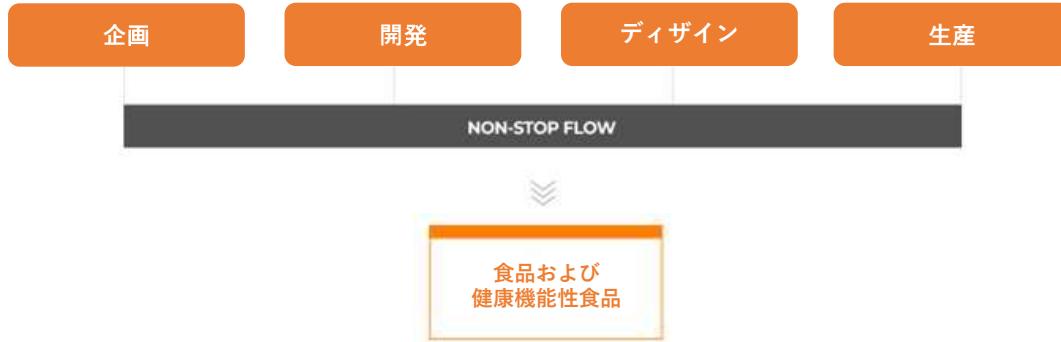 企画
開発
ディザイン
生産
NON-STOP FLOW
食品および
健康機能性食品